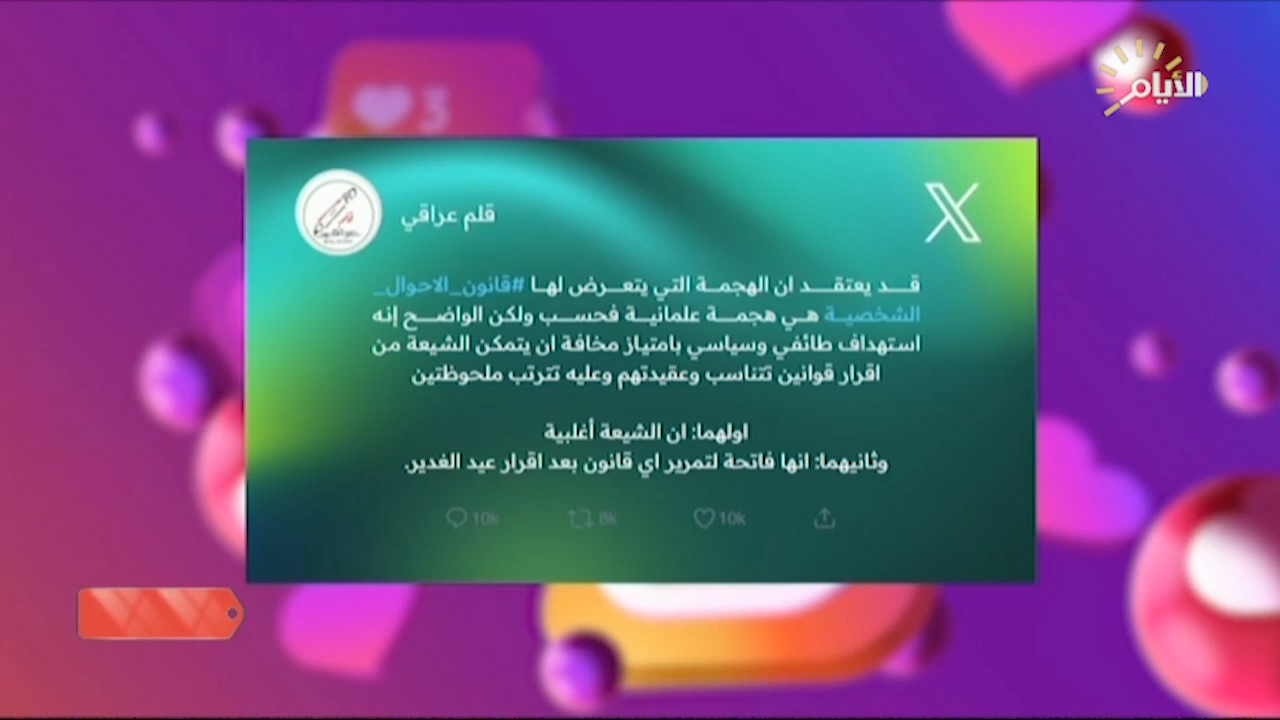 الأيام
3
قلم عراقي
قد يعتقد ان الهجمة التي يتعرض لها #قانون_الاحوال_
الشخصية هي هجمة علمانية فحسب ولكن الواضح إنه
استهداف طائفي وسياسي بامتياز مخافة ان يتمكن الشيعة من
اقرار قوانين تتناسب وعقيدتهم وعليه تترتب ملحوظتين
اولهما: ان الشيعة أغلبية
وثانيهما: انها فاتحة لتمرير اي قانون بعد اقرار عيد الغدير.
10k 8k 10k